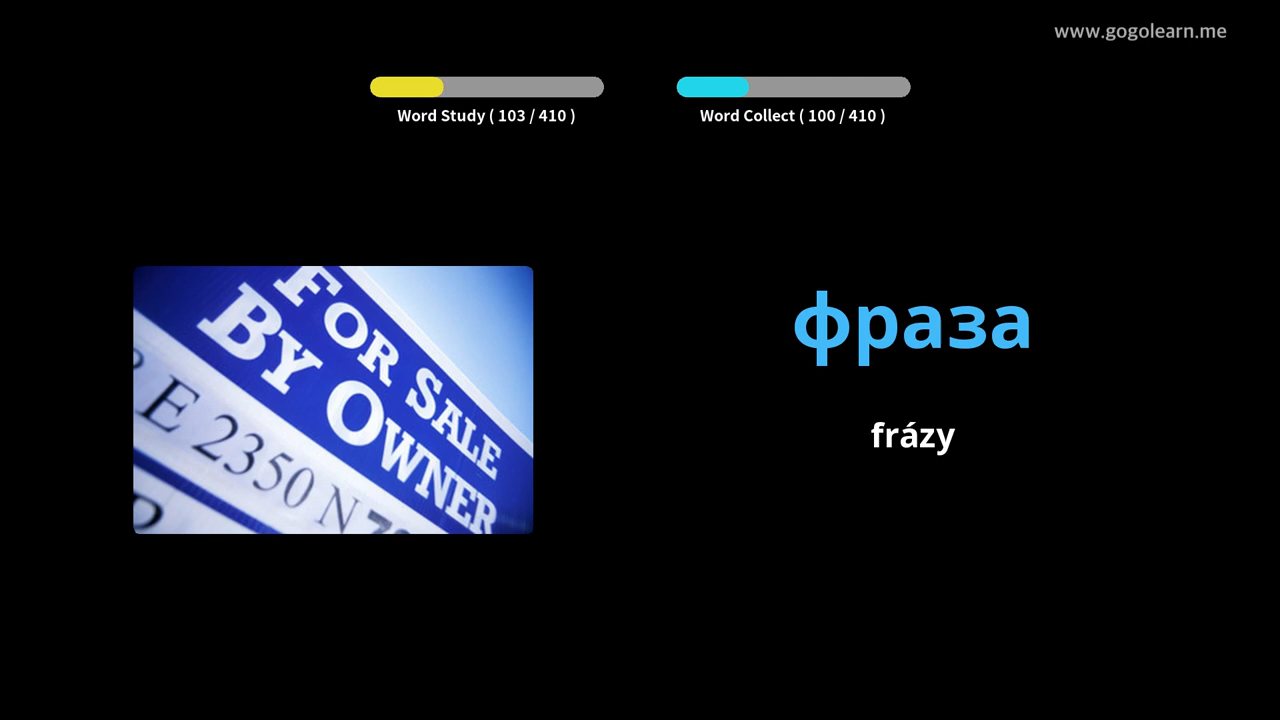 www.gogolearn.me
Word Study ( 103 / 410 )
Word Collect ( 100 / 410 )
FOR SALE
BY OWNER
E 2350 N
фраза
frázy